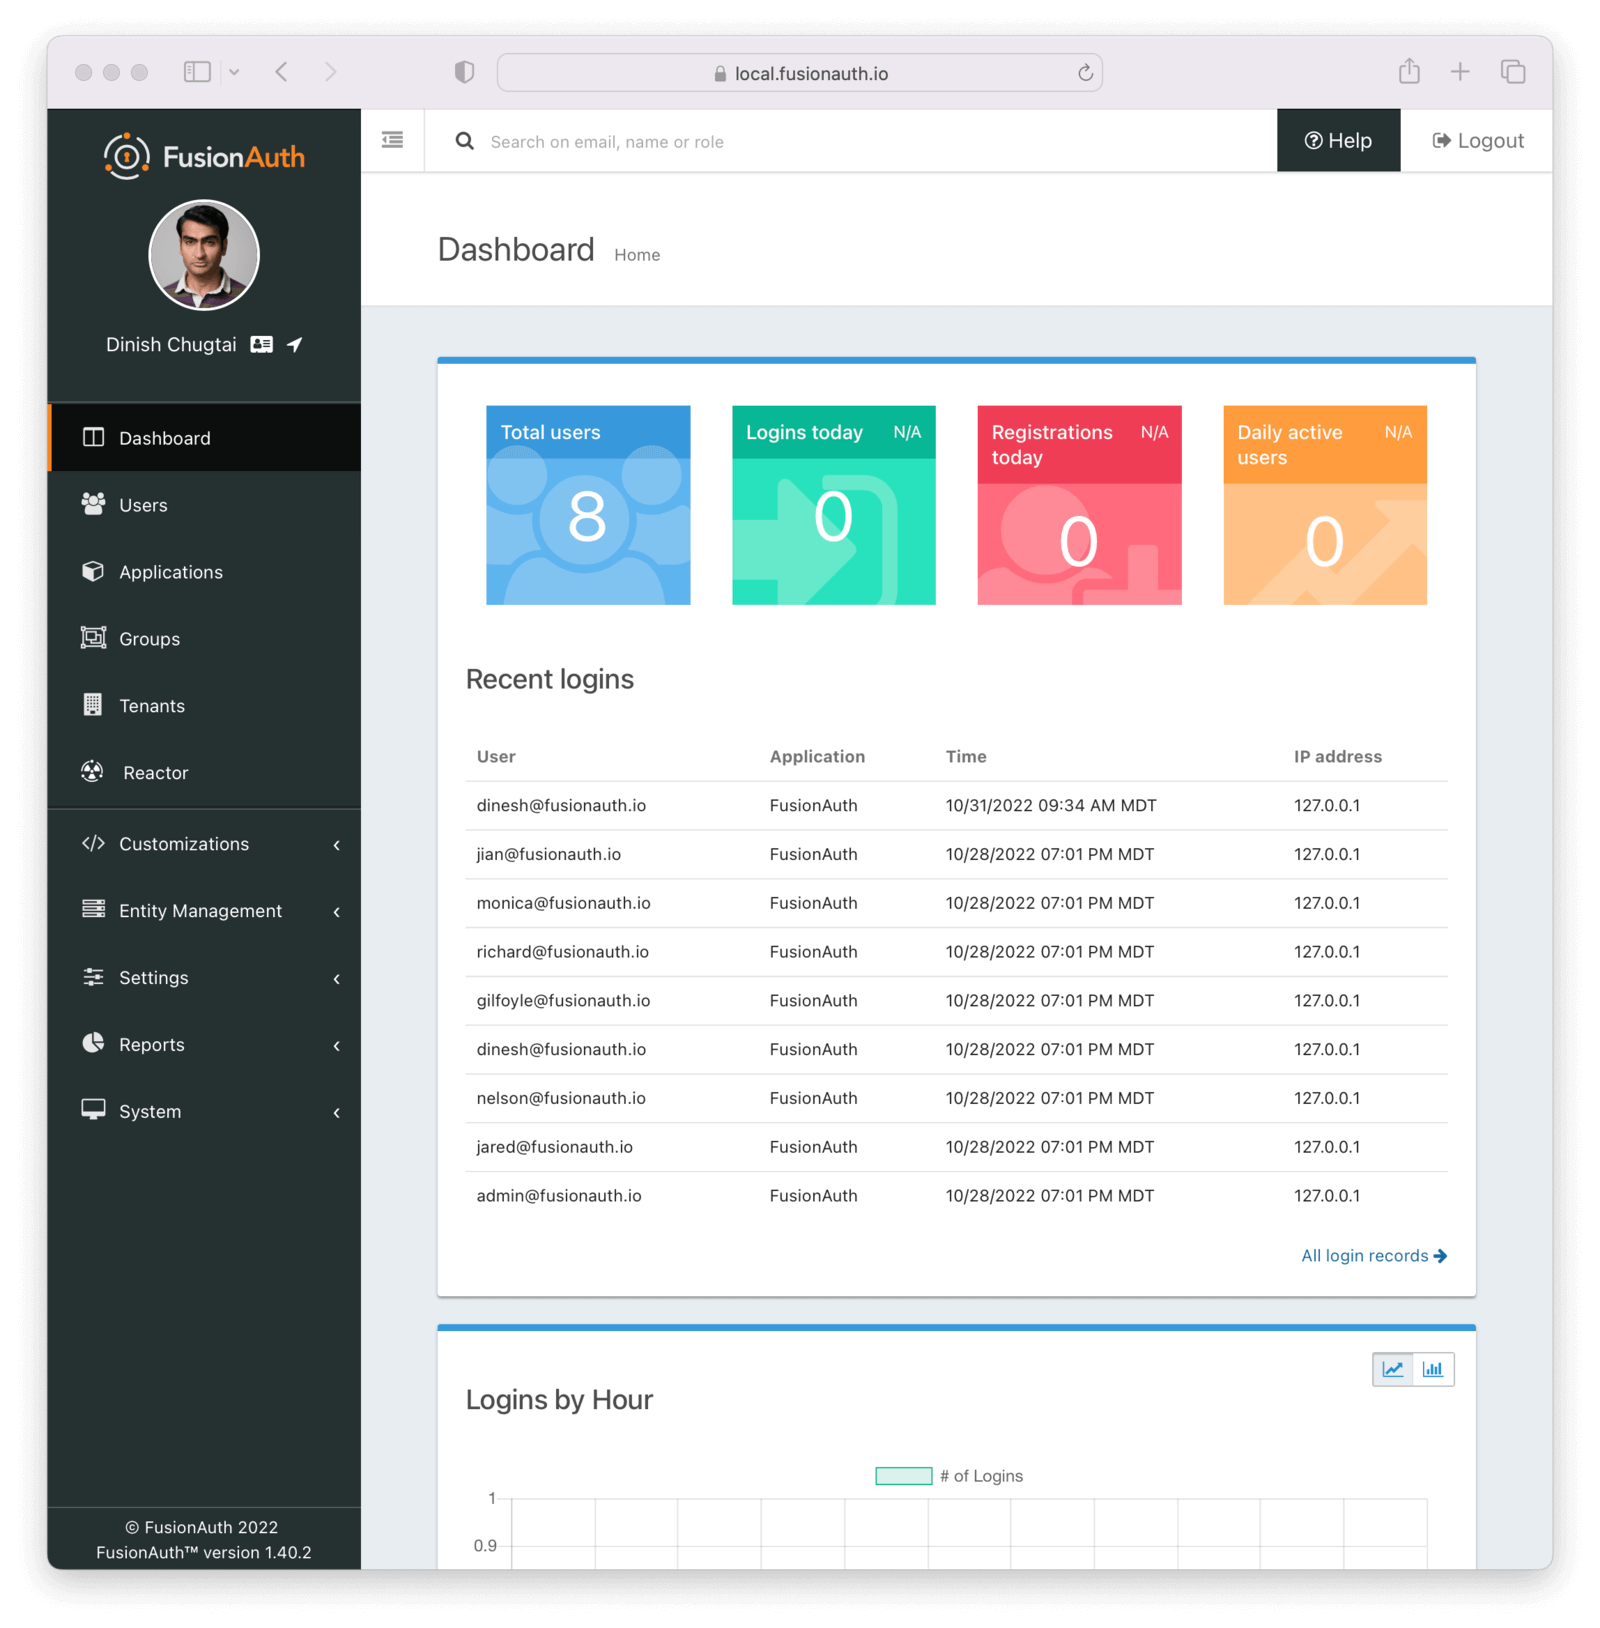 local.fusionauth.io
FusionAuth
Search on email, name or role
Help
Logout
Dinish Chugtai
Dashboard
Users
Applications
Groups
Tenants
Reactor
Customizations
Entity Management
Settings
Reports
System
© FusionAuth 2022
FusionAuth™ version 1.40.2
Dashboard Home
Total users
8
Logins today N/A
0
Registrations today N/A
0
Daily active users N/A
0
Recent logins
User Application Time IP address
dinesh@fusionauth.io FusionAuth 10/31/2022 09:34 AM MDT 127.0.0.1
jian@fusionauth.io FusionAuth 10/28/2022 07:01 PM MDT 127.0.0.1
monica@fusionauth.io FusionAuth 10/28/2022 07:01 PM MDT 127.0.0.1
richard@fusionauth.io FusionAuth 10/28/2022 07:01 PM MDT 127.0.0.1
gilfoyle@fusionauth.io FusionAuth 10/28/2022 07:01 PM MDT 127.0.0.1
dinesh@fusionauth.io FusionAuth 10/28/2022 07:01 PM MDT 127.0.0.1
nelson@fusionauth.io FusionAuth 10/28/2022 07:01 PM MDT 127.0.0.1
jared@fusionauth.io FusionAuth 10/28/2022 07:01 PM MDT 127.0.0.1
admin@fusionauth.io FusionAuth 10/28/2022 07:01 PM MDT 127.0.0.1
All login records
Logins by Hour
# of Logins
1
0.9